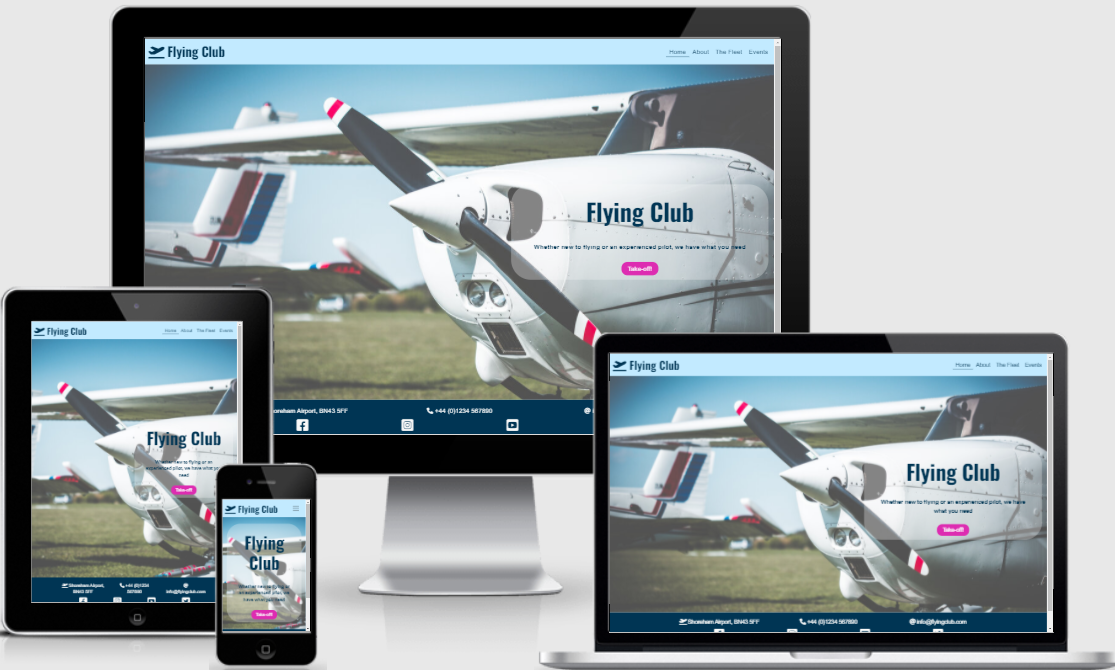 Flying Club
Home About The Fleet Events
Flying Club
Whether new to flying or an experienced pilot, we have what you need
Take-off!
Shoreham Airport, BN43 5FF
+44 (0)1234 567890
@
Flying Club
Home About The Fleet Events
Flying Club
Whether new to flying or an
experienced pilot, we have what you
need
Take-off!
Shoreham Airport,
BN43 5FF
+44 (0)1234
567890
@
info@flyingclub.com
Flying Club
Flying
Club
Whether new to flying or
an experienced pilot, we
have what you need
Take-off!
Flying Club
Home About The Fleet Events
Flying Club
Whether new to flying or an experienced pilot, we have
what you need
Take-off!
Shoreham Airport, BN43 5FF
+44 (0)1234 567890
@ info@flyingclub.com